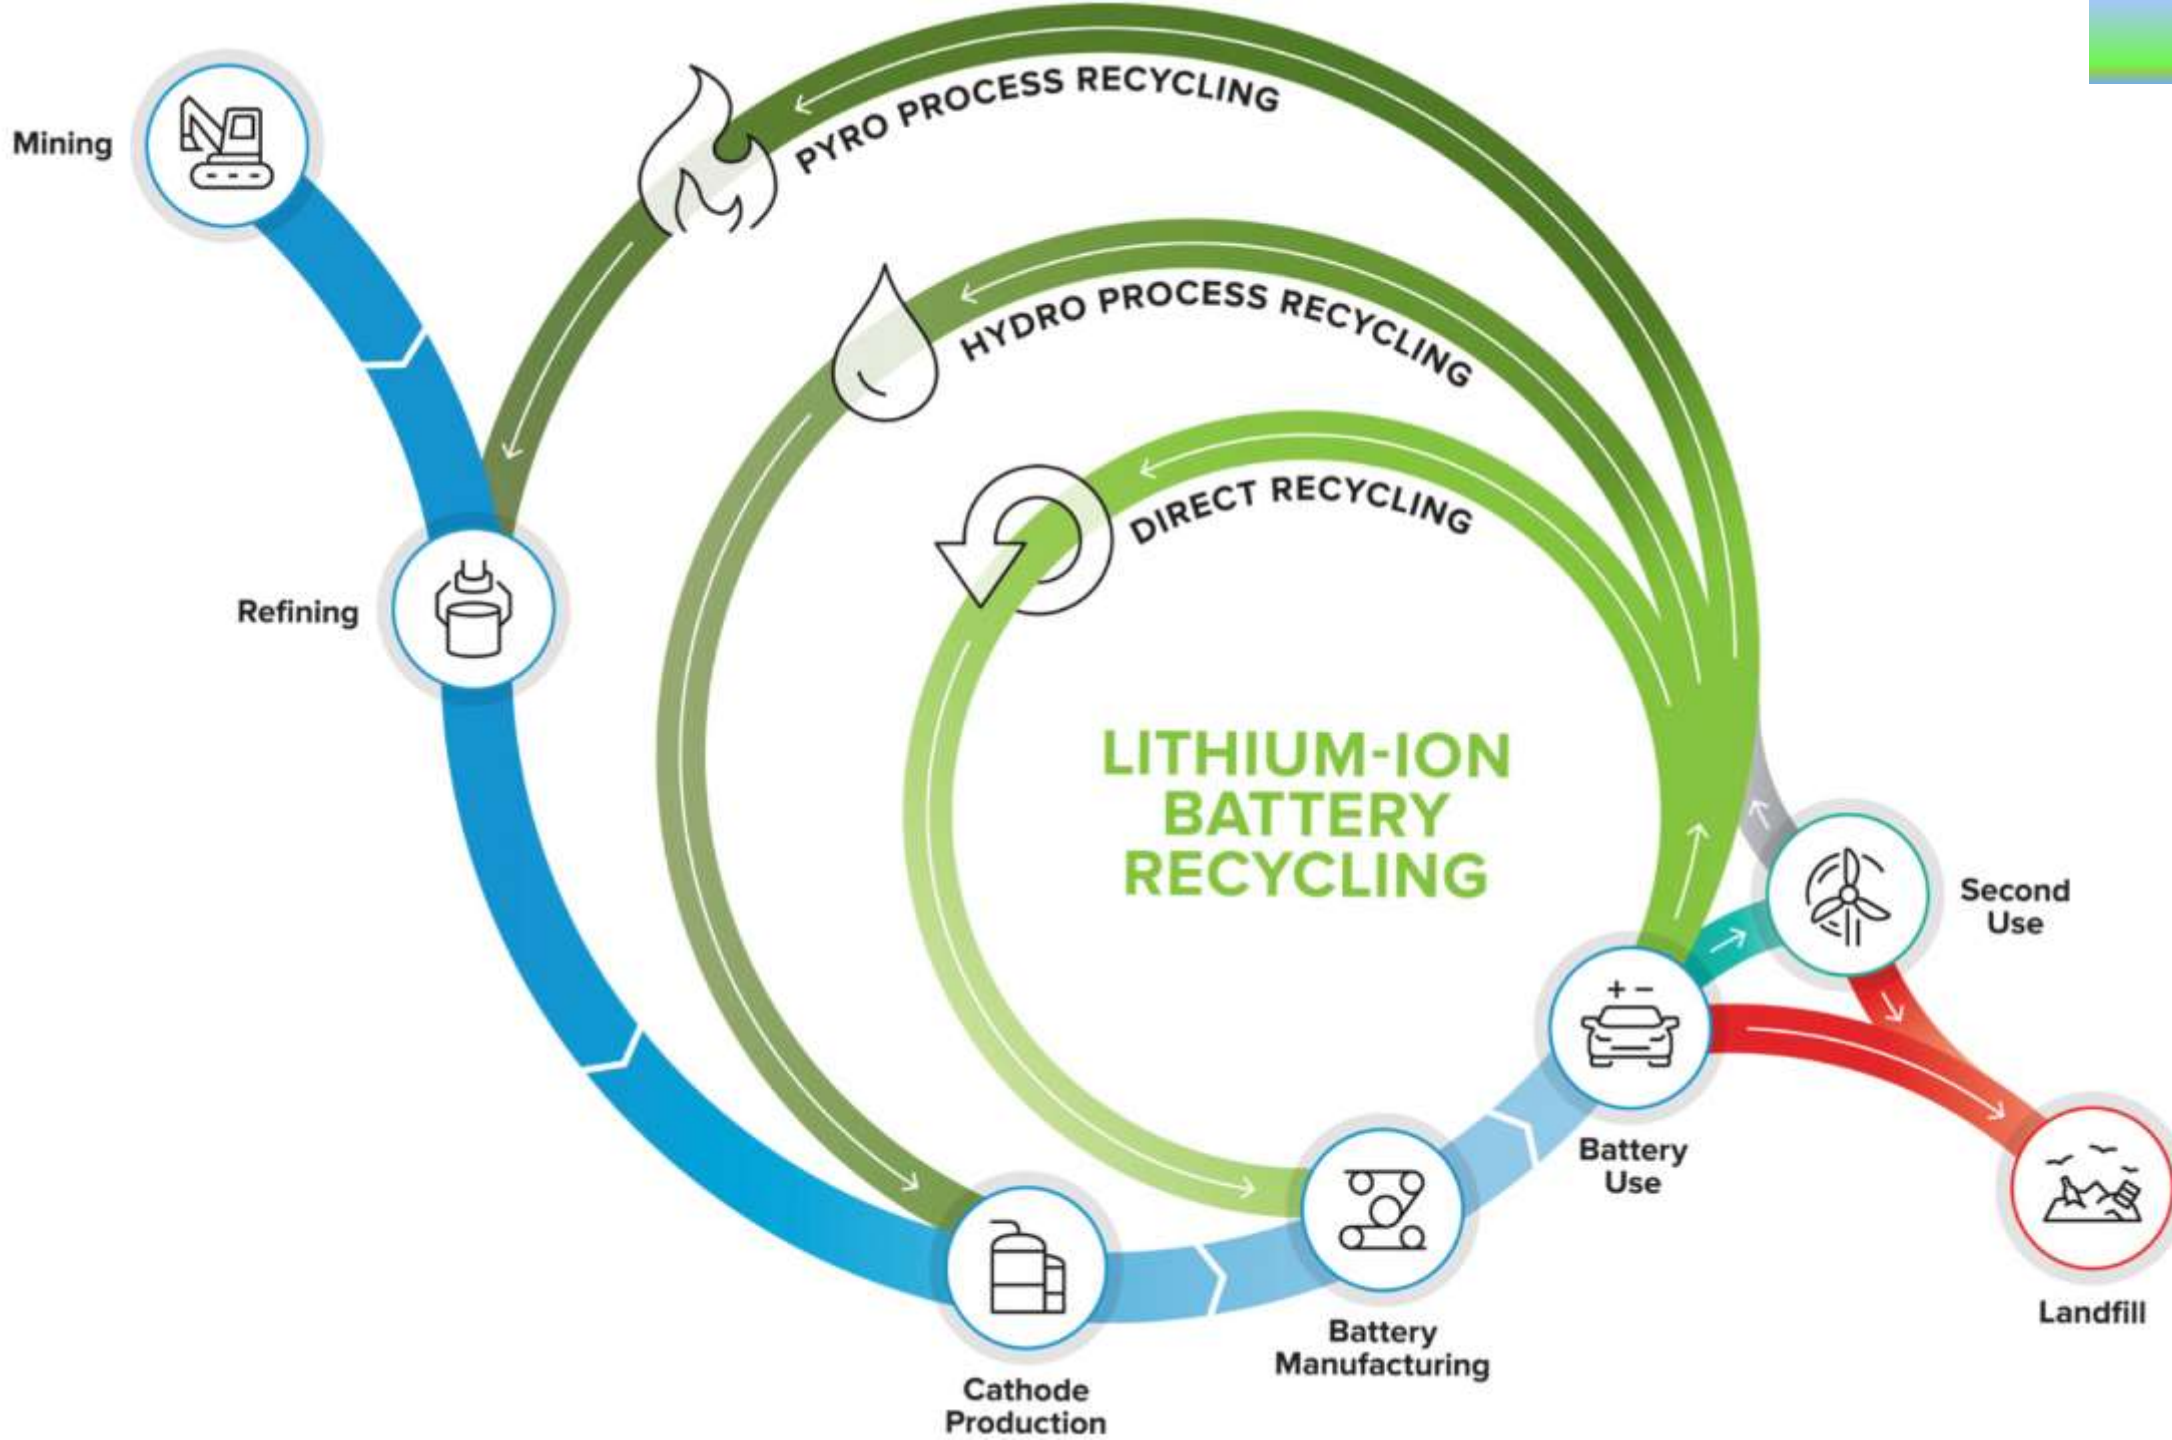 Mining
PYRO PROCESS RECYCLING
HYDRO PROCESS RECYCLING
DIRECT RECYCLING
Refining
LITHIUM-ION
BATTERY
RECYCLING
Second
Use
+ −
Battery
Use
Landfill
Battery
Manufacturing
Cathode
Production